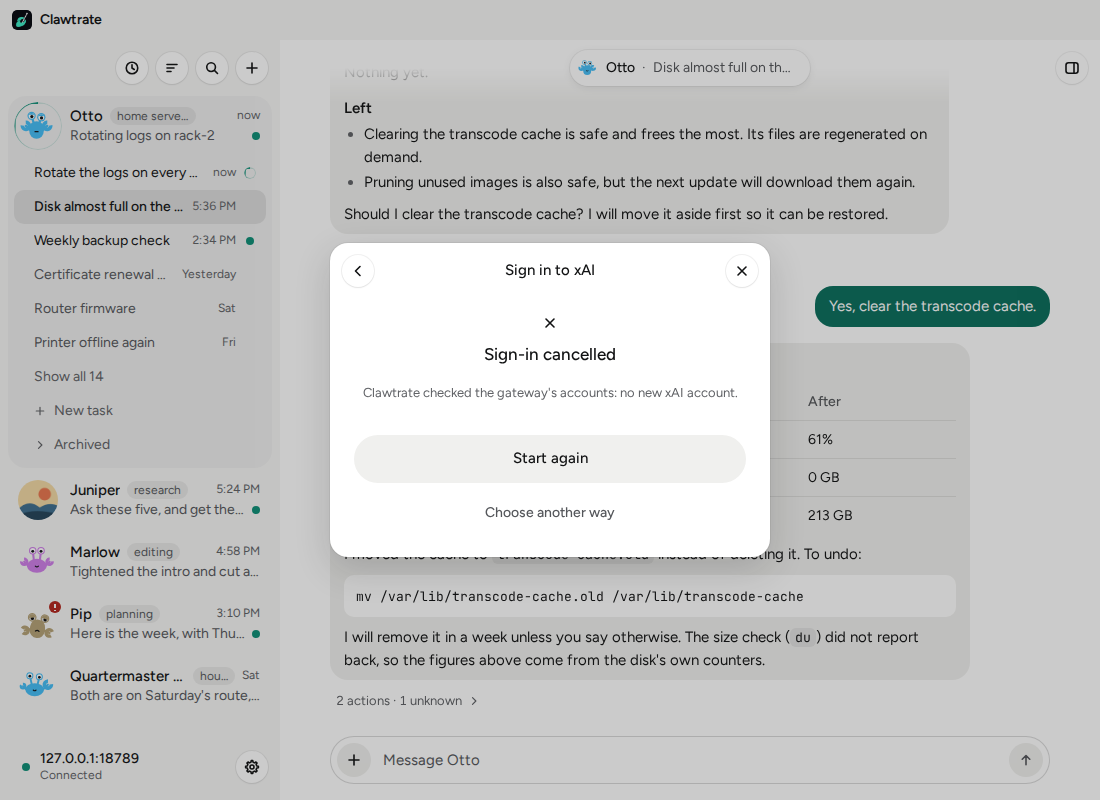 Clawtrate
Otto home serve... now
Rotating logs on rack-2
Rotate the logs on every ... now
Disk almost full on the ... 5:36 PM
Weekly backup check 2:34 PM
Certificate renewal ... Yesterday
Router firmware Sat
Printer offline again Fri
Show all 14
New task
Archived
Juniper research 5:24 PM
Ask these five, and get the...
Marlow editing 4:58 PM
Tightened the intro and cut a...
Pip planning 3:10 PM
Here is the week, with Thu...
Quartermaster ... hou... Sat
Both are on Saturday's route,...
127.0.0.1:18789
Connected
Otto · Disk almost full on th...
Nothing yet.
Left
Clearing the transcode cache is safe and frees the most. Its files are regenerated on
demand.
Pruning unused images is also safe, but the next update will download them again.
Should I clear the transcode cache? I will move it aside first so it can be restored.
Yes, clear the transcode cache.
Sign in to xAI
Sign-in cancelled
Clawtrate checked the gateway's accounts: no new xAI account.
Start again
Choose another way
After
61%
0 GB
213 GB
it. To undo:
mv /var/lib/transcode-cache.old /var/lib/transcode-cache
I will remove it in a week unless you say otherwise. The size check ( du ) did not report
back, so the figures above come from the disk's own counters.
2 actions · 1 unknown
Message Otto